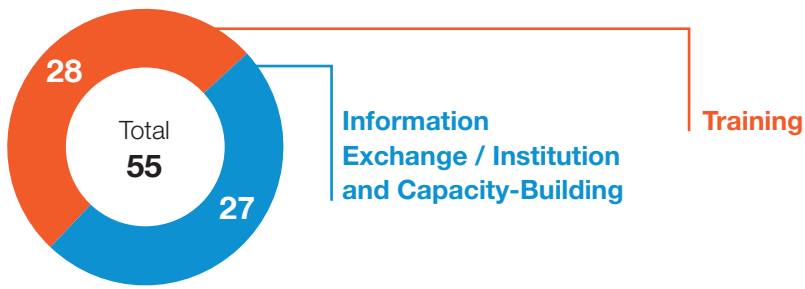 28
Total
55
27
Information
Exchange / Institution
and Capacity-Building
Training